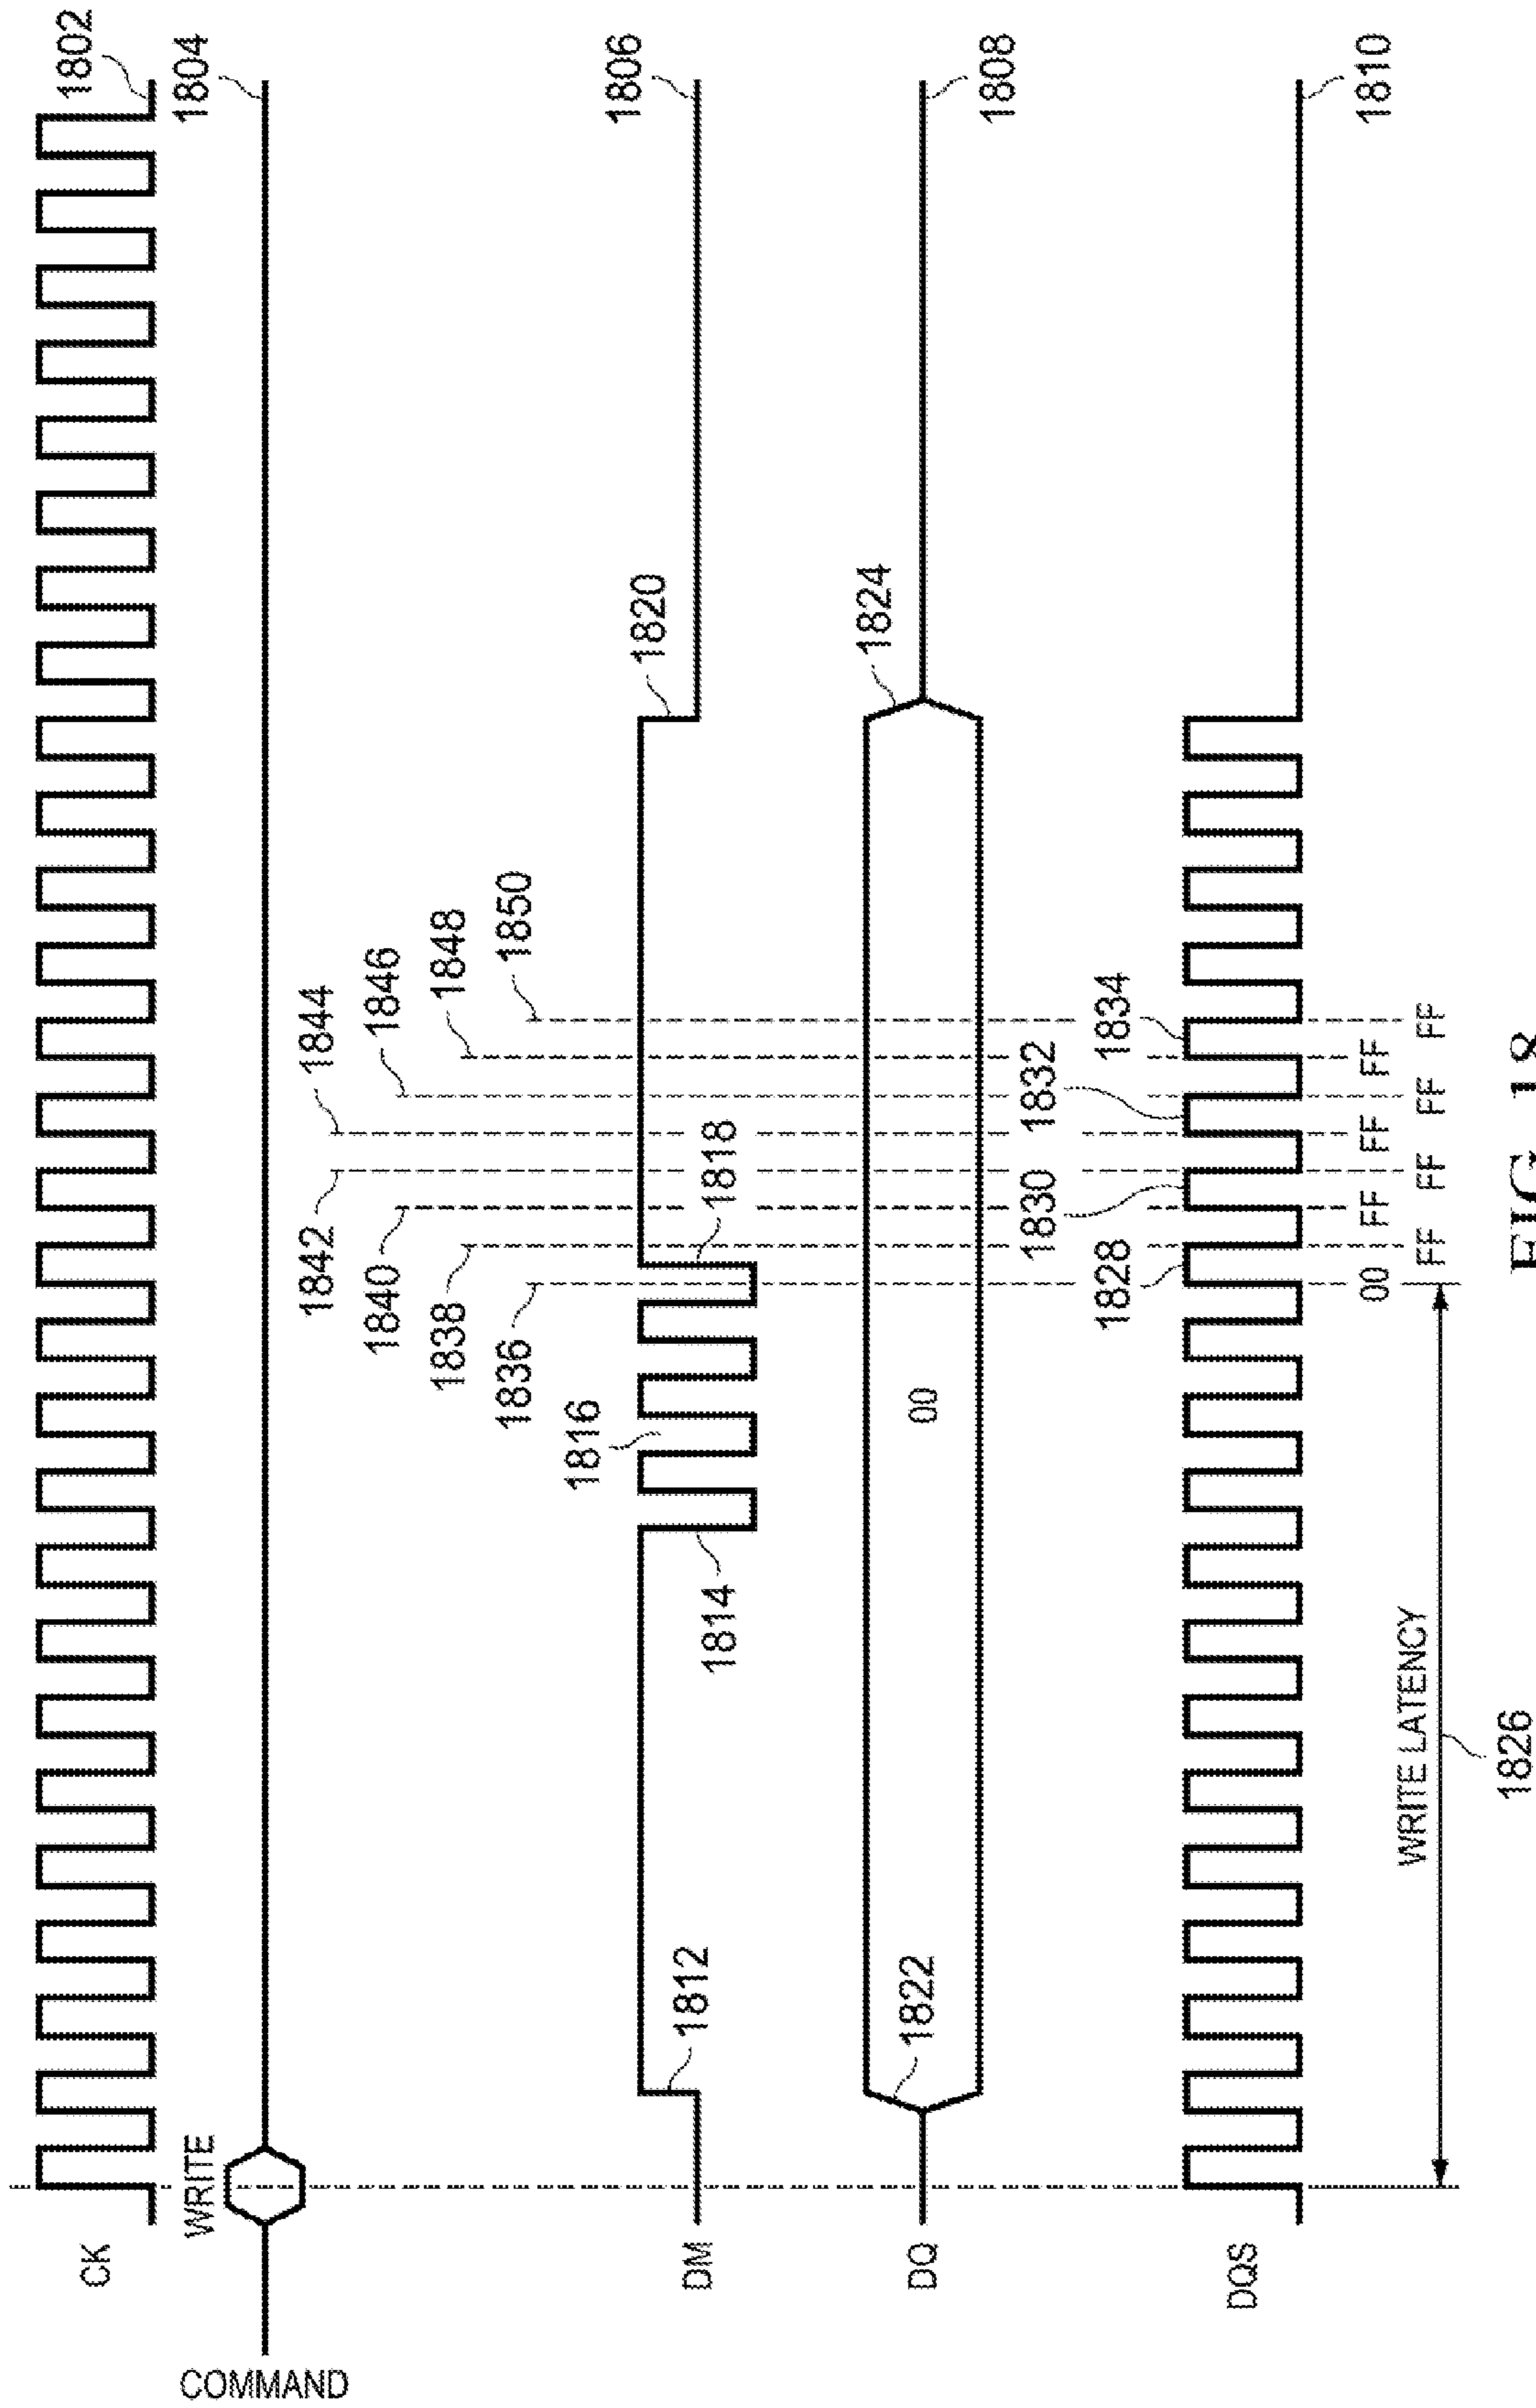 CK
1802
WRITE
COMMAND
1804
1844
1842
1846
1840
1848
1838
1850
1836
1816
1820
DM
1812
1814
1818
1806
1824
DQ
1822
00
1808
1832
1830
1834
1828
DQS
1810
00 FF FF FF
FF FF FF FF
WRITE LATENCY
1826
FIG. 18